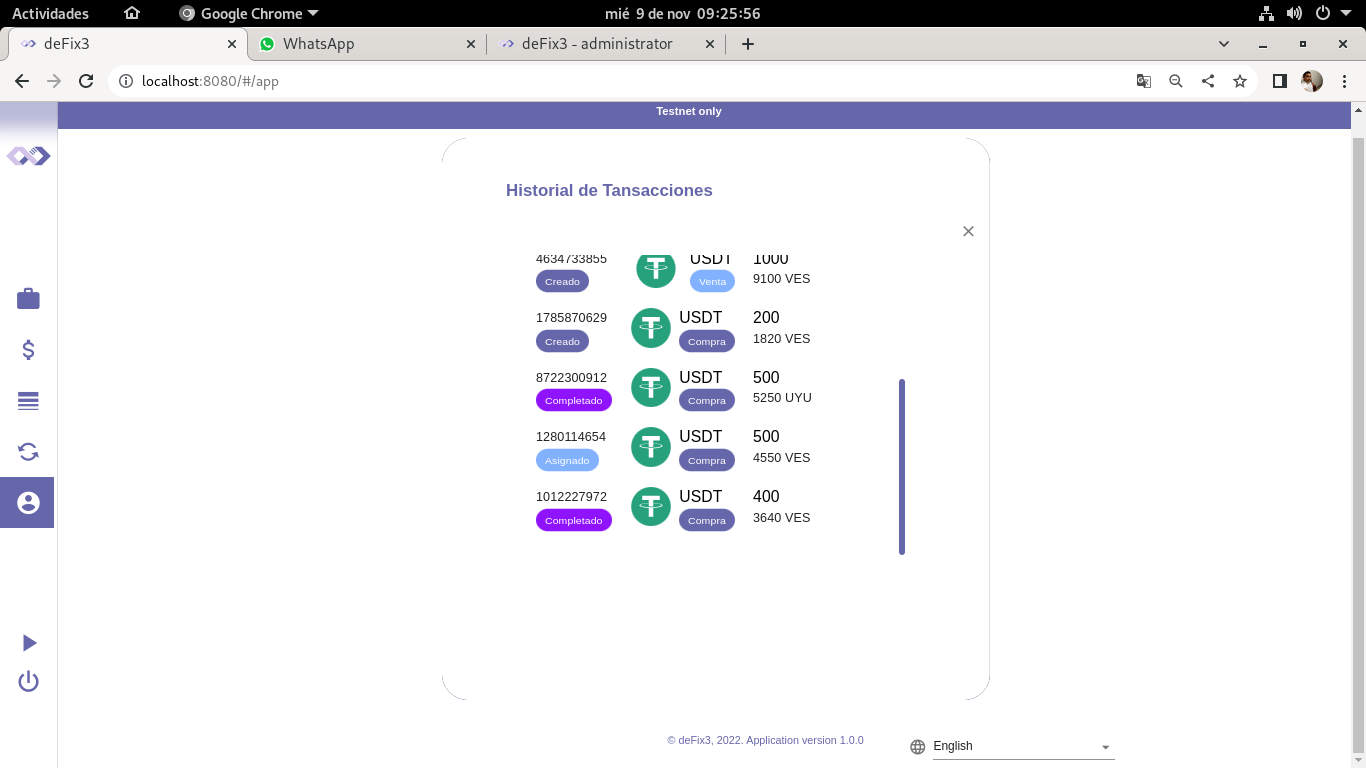 Actividades Google Chrome mié 9 de nov 09:25:56
deFix3 WhatsApp deFix3 - administrator
localhost:8080/#/app
Testnet only
Historial de Tansacciones
4634733855 USDT 1000
Creado Venta 9100 VES
1785870629 USDT 200
Creado Compra 1820 VES
8722300912 USDT 500
Completado Compra 5250 UYU
1280114654 USDT 500
Asignado Compra 4550 VES
1012227972 USDT 400
Completado Compra 3640 VES
© deFix3, 2022. Application version 1.0.0
English